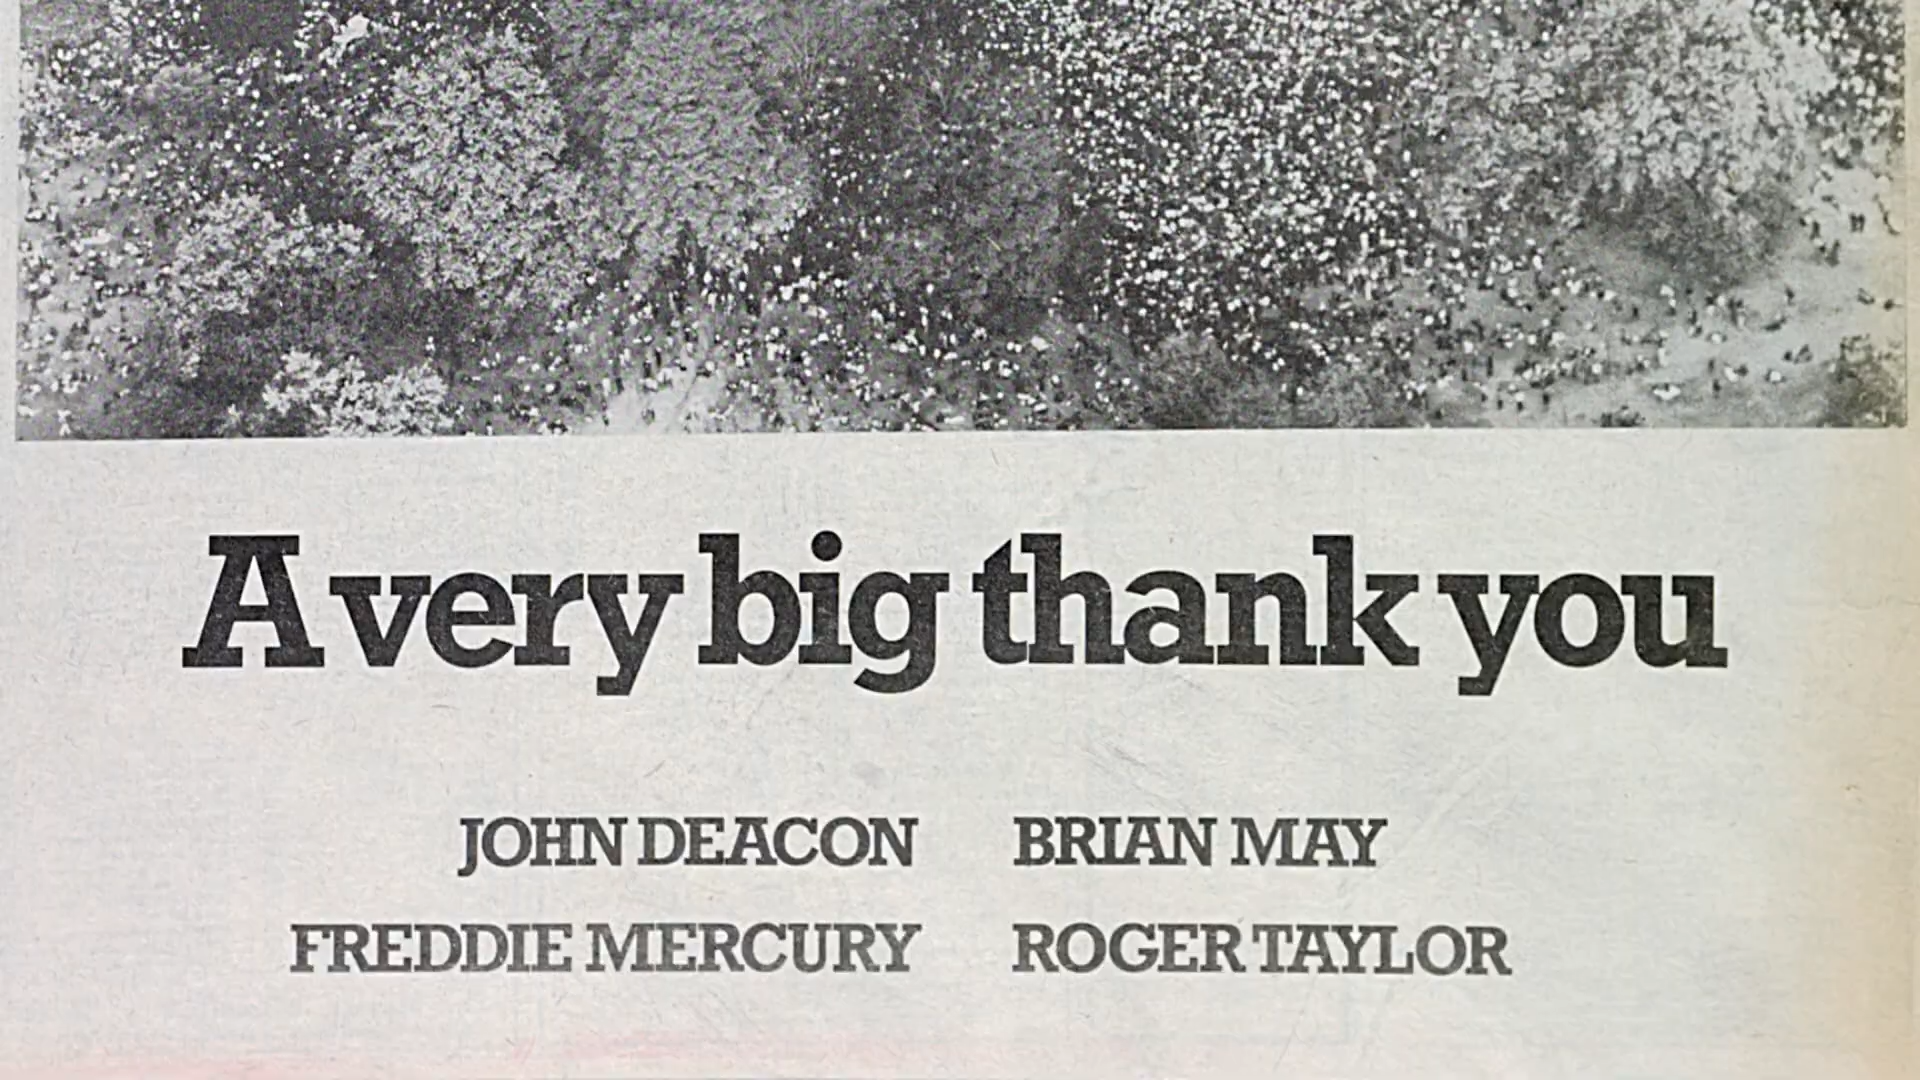 A very big thank you
JOHN DEACON BRIAN MAY
FREDDIE MERCURY ROGER TAYLOR